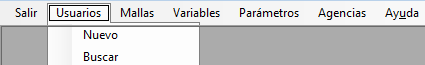 Salir Usuarios Mallas Variables Parámetros Agencias Ayuda
Nuevo
Buscar